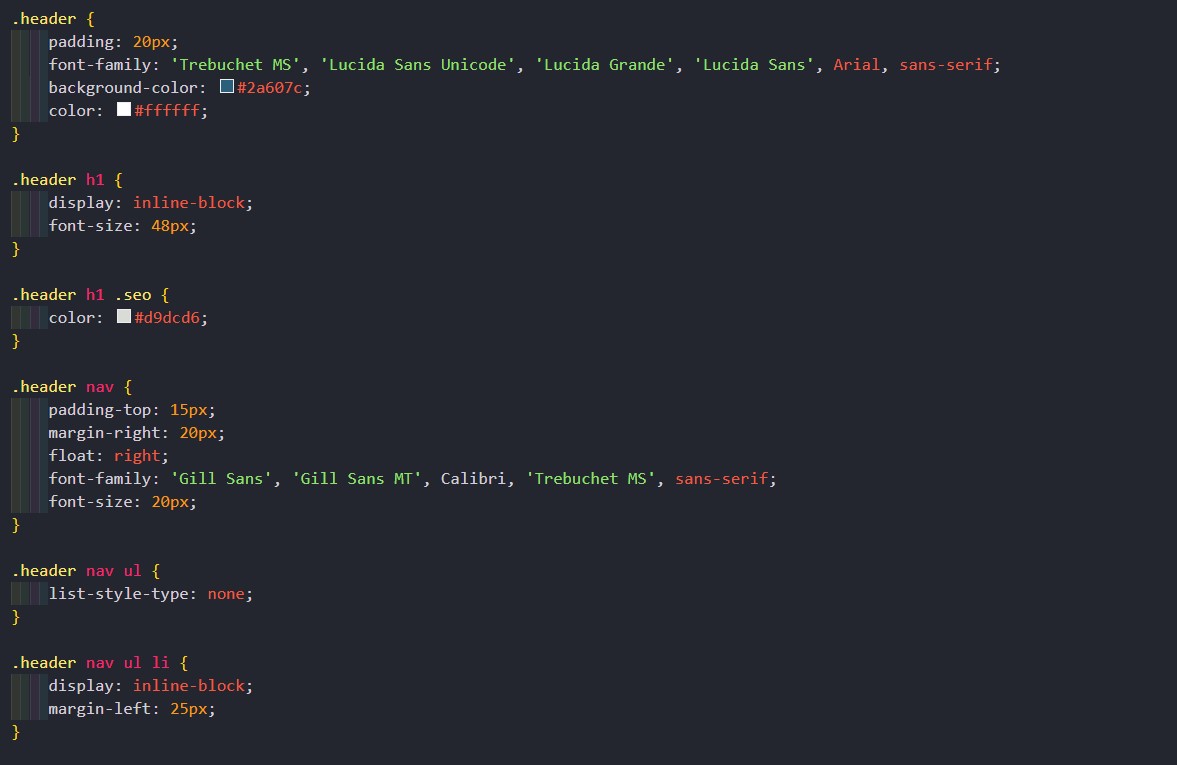 .header {
    padding: 20px;
    font-family: 'Trebuchet MS', 'Lucida Sans Unicode', 'Lucida Grande', 'Lucida Sans', Arial, sans-serif;
    background-color: #2a607c;
    color: #ffffff;
}

.header h1 {
    display: inline-block;
    font-size: 48px;
}

.header h1 .seo {
    color: #d9dcd6;
}

.header nav {
    padding-top: 15px;
    margin-right: 20px;
    float: right;
    font-family: 'Gill Sans', 'Gill Sans MT', Calibri, 'Trebuchet MS', sans-serif;
    font-size: 20px;
}

.header nav ul {
    list-style-type: none;
}

.header nav ul li {
    display: inline-block;
    margin-left: 25px;
}